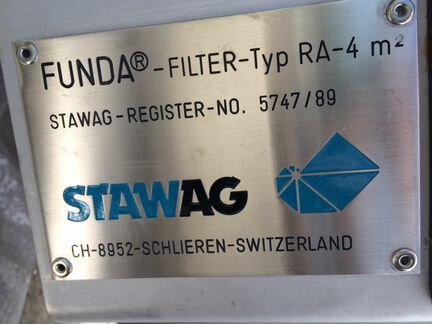 FUNDA®-FILTER-Typ RA-4 m²
STAWAG-REGISTER-NO. 5747/89
STAWAG
CH-8952-SCHLIEREN-SWITZERLAND